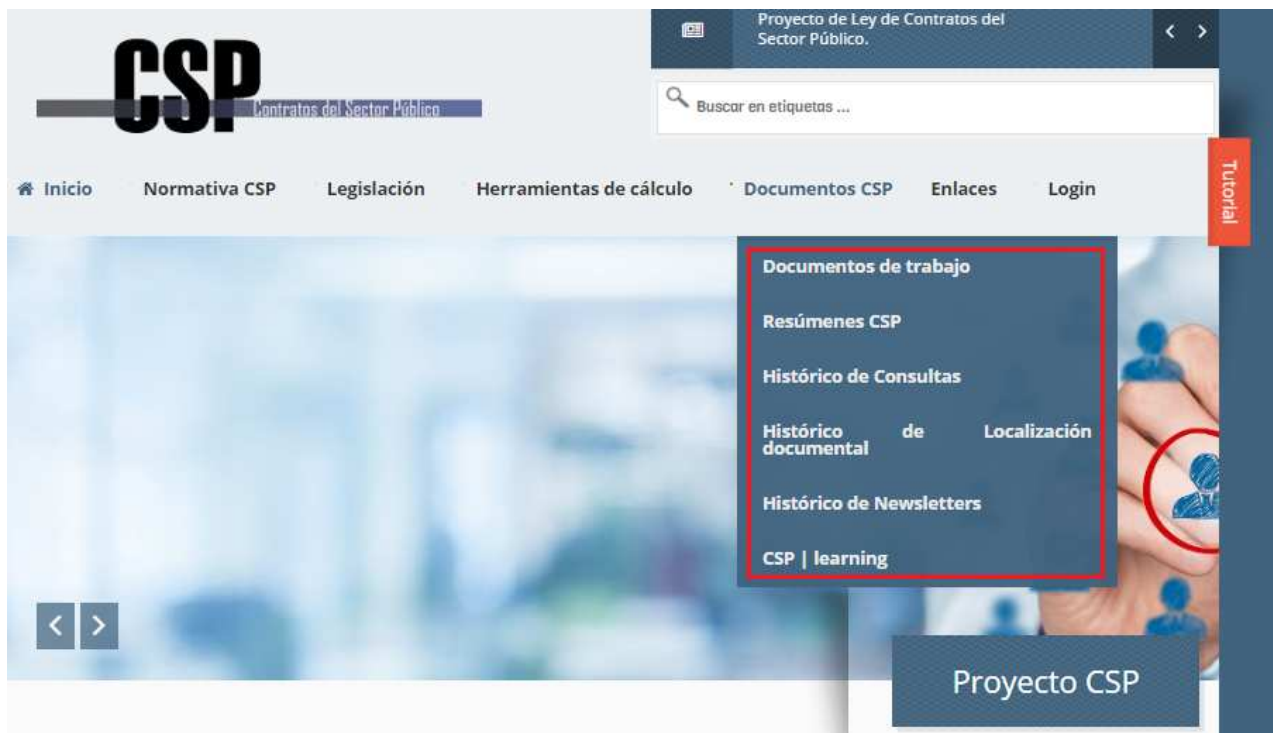 Proyecto de Ley de Contratos del
Sector Público.
CSP
Contratos del Sector Público
Buscar en etiquetas ...
Inicio Normativa CSP Legislación Herramientas de cálculo Documentos CSP Enlaces Login
Tutorial
Documentos de trabajo
Resúmenes CSP
Histórico de Consultas
Histórico de Localización
documental
Histórico de Newsletters
CSP | learning
Proyecto CSP